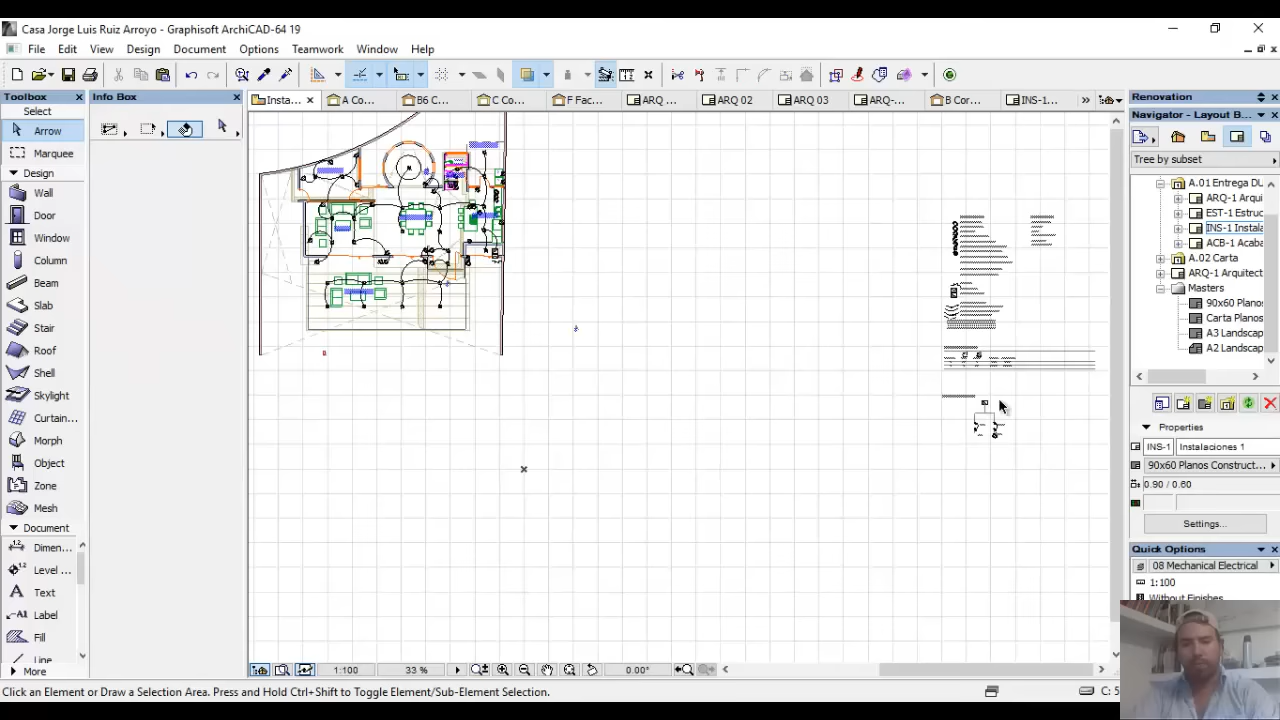 Casa Jorge Luis Ruiz Arroyo - Graphisoft ArchiCAD-64 19
File Edit View Design Document Options Teamwork Window Help
Toolbox
Select
Arrow
Marquee
Design
Wall
Door
Window
Column
Beam
Slab
Stair
Roof
Shell
Skylight
Curtain...
Morph
Object
Zone
Mesh
Document
Dimen...
Level ...
Text
Label
Fill
Line
More
Info Box
Insta...
A Co...
B6 C...
C Co...
F Fac...
ARQ ...
ARQ 02
ARQ 03
ARQ-...
B Cor...
INS-1...
Renovation
Navigator - Layout B...
Tree by subset
A.01 Entrega DL
ARQ-1 Arqui
EST-1 Estruc
INS-1 Instala
ACB-1 Acaba
A.02 Carta
ARQ-1 Arquitect
Masters
90x60 Planos
Carta Planos
A3 Landscap
A2 Landscap
Properties
INS-1 Instalaciones 1
90x60 Planos Construct...
0.90 / 0.60
Settings...
Quick Options
08 Mechanical Electrical
1:100
Without Finishes
1:100 33 % 0.00°
Click an Element or Draw a Selection Area. Press and Hold Ctrl+Shift to Toggle Element/Sub-Element Selection.
C: 5